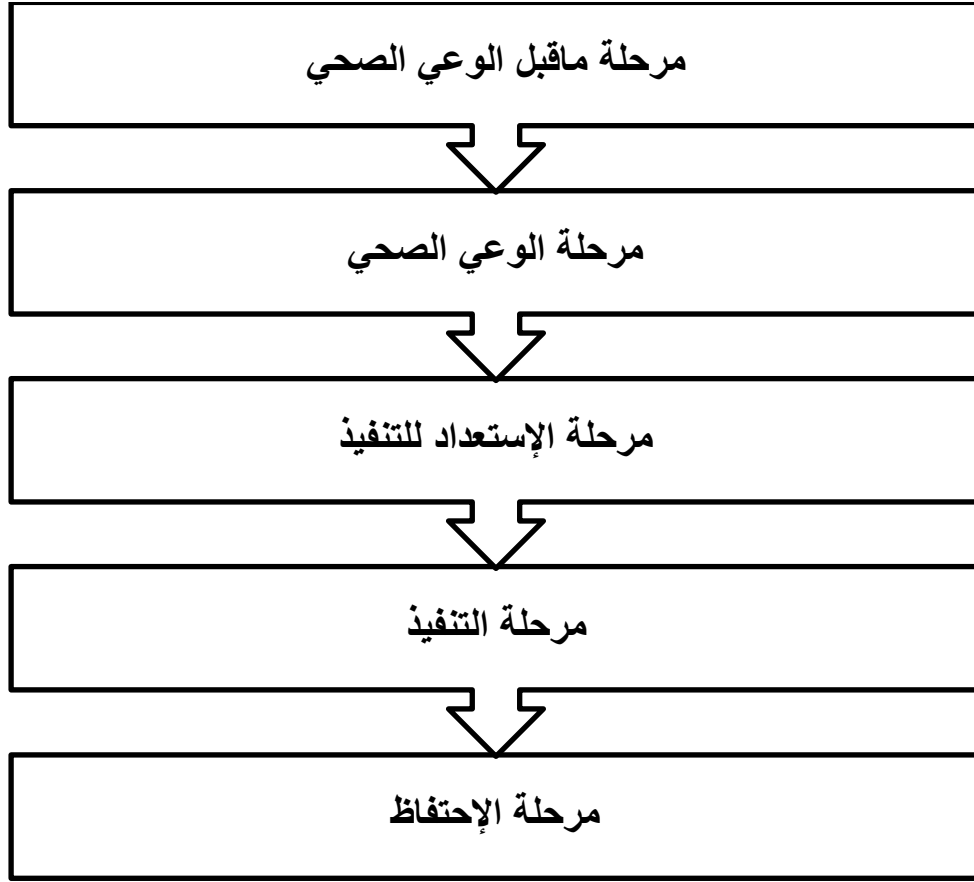 مرحلة ماقبل الوعي الصحي
مرحلة الوعي الصحي
مرحلة الإستعداد للتنفيذ
مرحلة التنفيذ
مرحلة الإحتفاظ